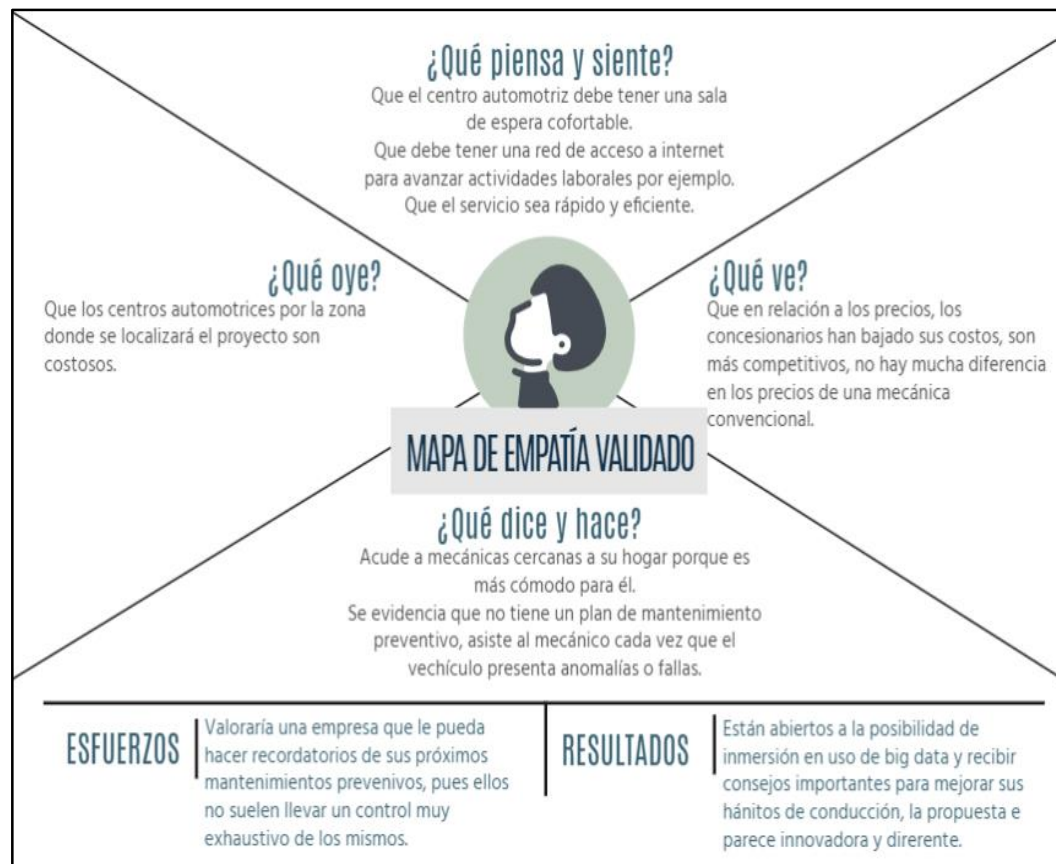 ¿Qué piensa y siente?
Que el centro automotriz debe tener una sala
de espera cofortable.
Que debe tener una red de acceso a internet
para avanzar actividades laborales por ejemplo.
Que el servicio sea rápido y eficiente.
¿Qué oye?
Que los centros automotrices por la zona
donde se localizará el proyecto son
costosos.
¿Qué ve?
Que en relación a los precios, los
concesionarios han bajado sus costos, son
más competitivos, no hay mucha diferencia
en los precios de una mecánica
convencional.
MAPA DE EMPATÍA VALIDADO
¿Qué dice y hace?
Acude a mecánicas cercanas a su hogar porque es
más cómodo para él.
Se evidencia que no tiene un plan de mantenimiento
preventivo, asiste al mecánico cada vez que el
vechículo presenta anomalías o fallas.
ESFUERZOS
Valoraría una empresa que le pueda
hacer recordatorios de sus próximos
mantenimientos prevenivos, pues ellos
no suelen llevar un control muy
exhaustivo de los mismos.
RESULTADOS
Están abiertos a la posibilidad de
inmersión en uso de big data y recibir
consejos importantes para mejorar sus
hánitos de conducción, la propuesta e
parece innovadora y direrente.